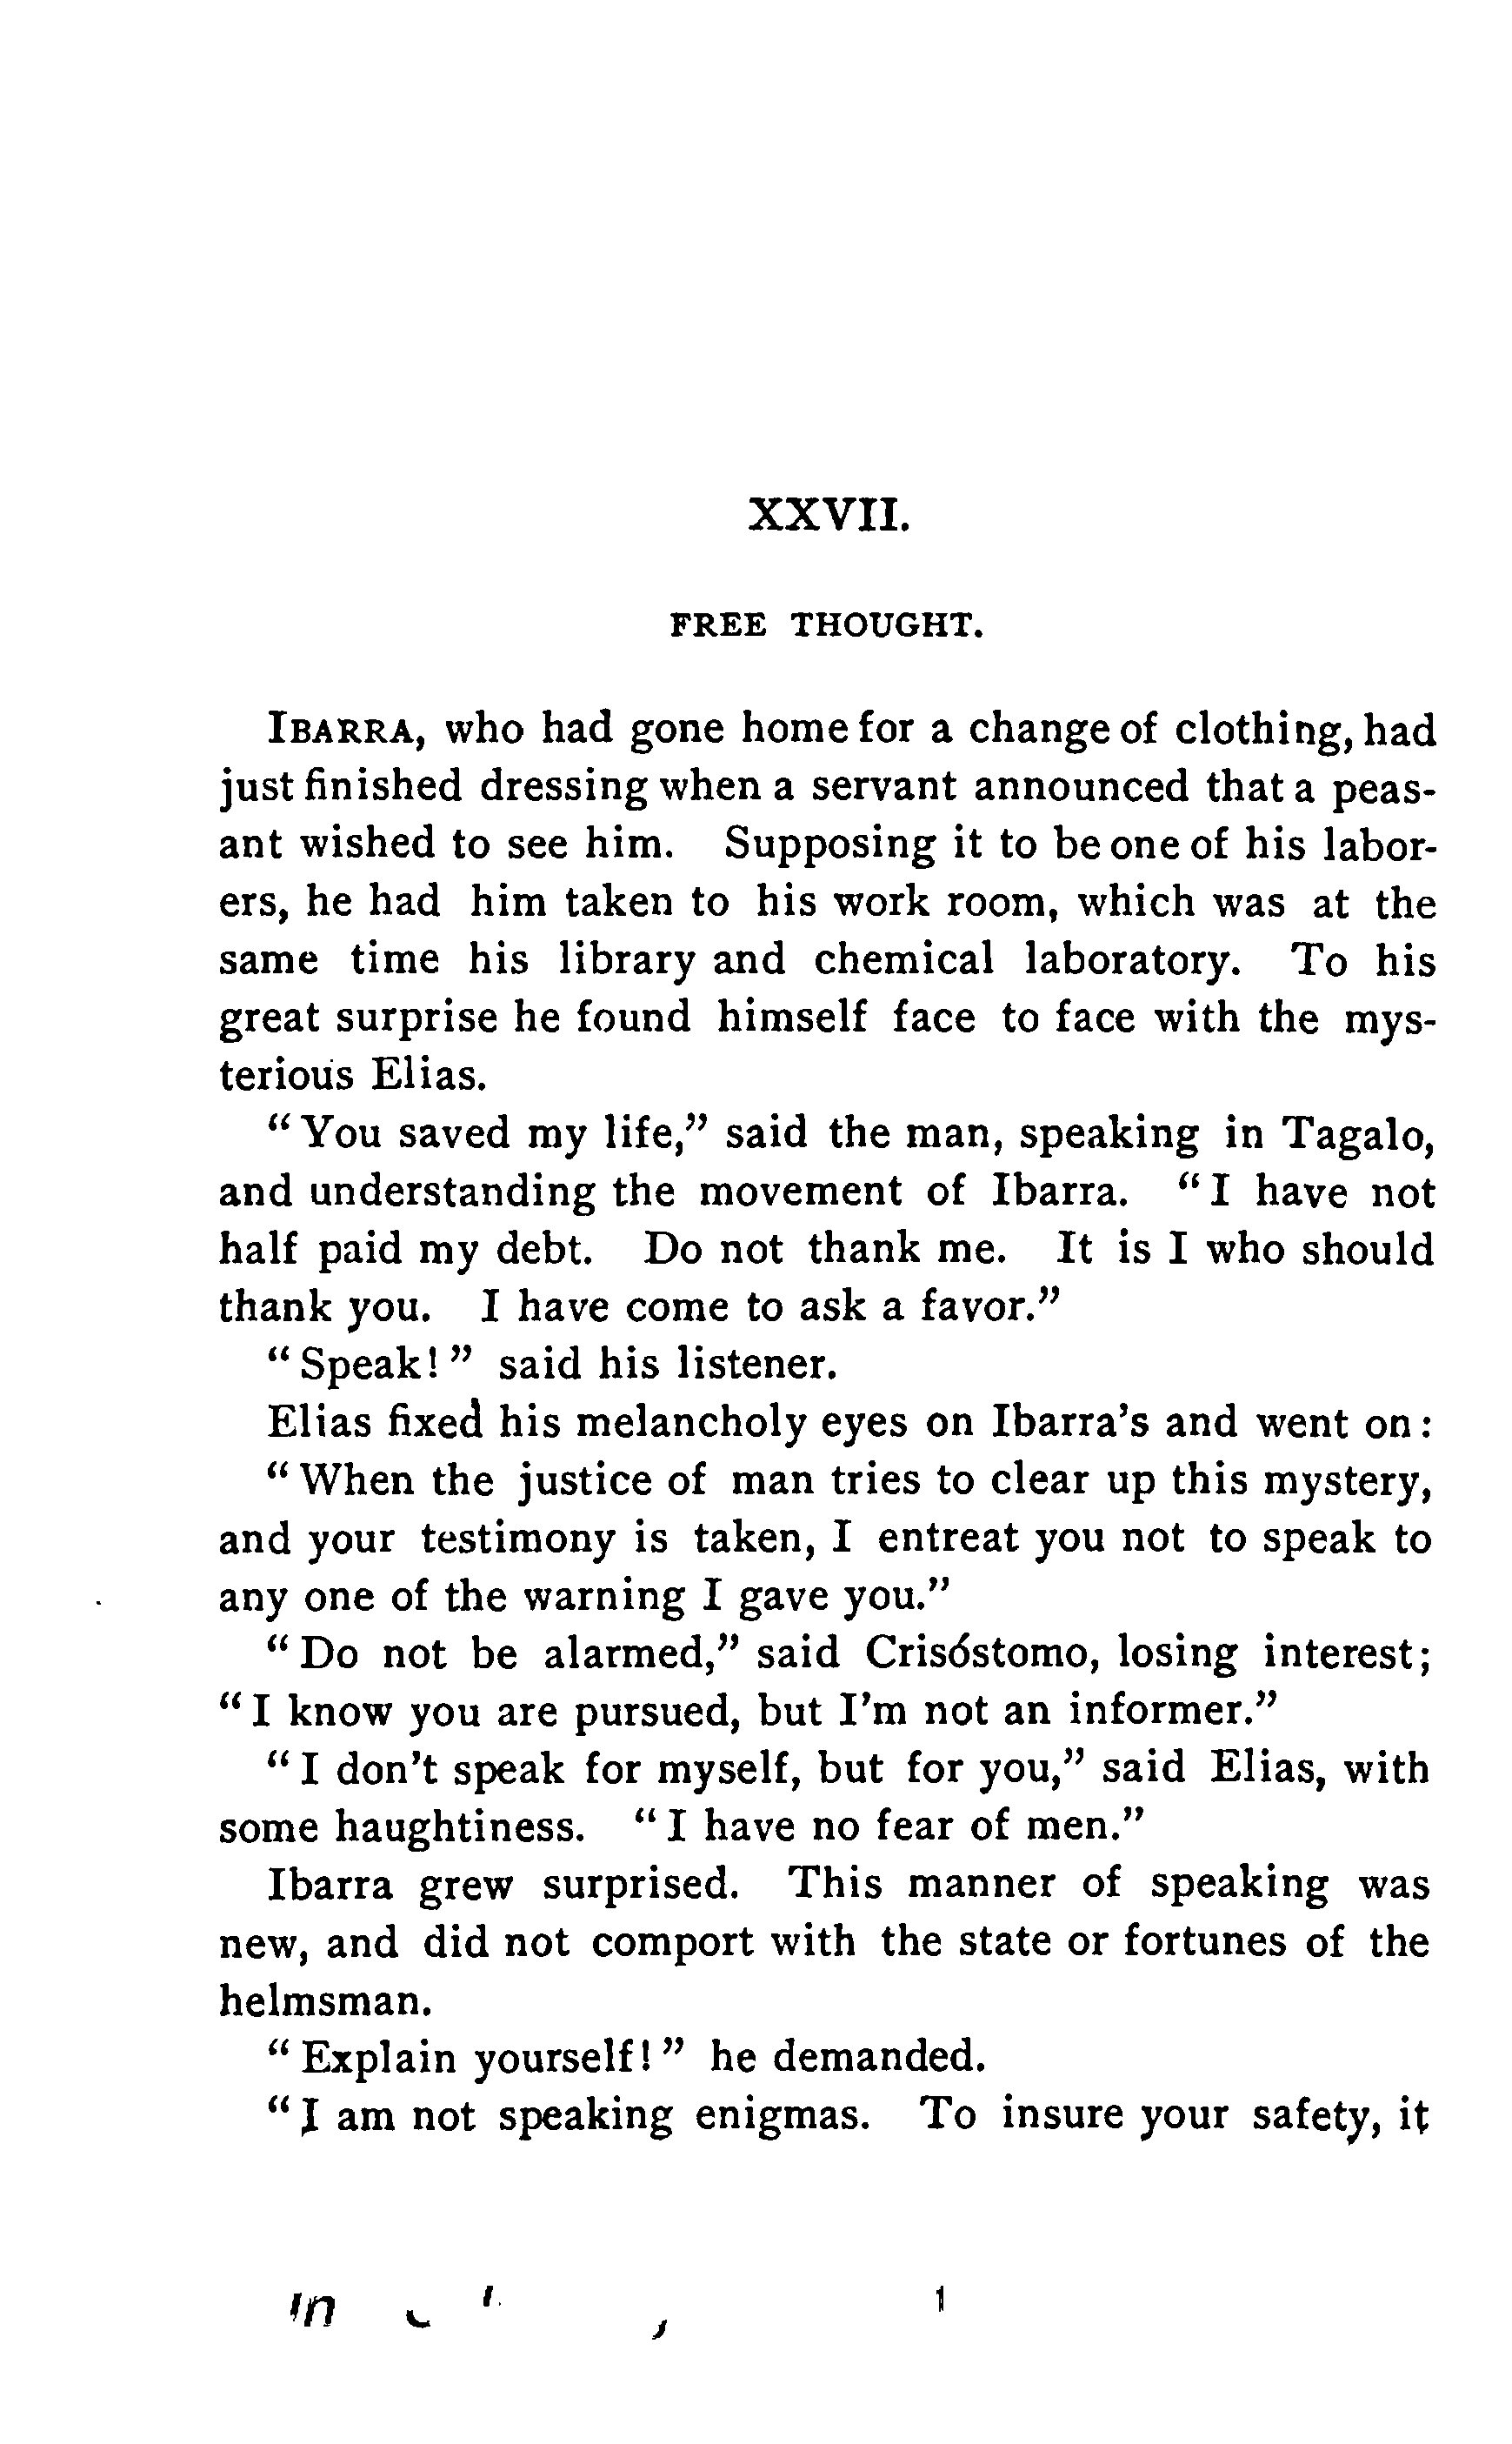 XXVII.
FREE THOUGHT.
IBARRA, who had gone home for a change of clothing, had
just finished dressing when a servant announced that a peas-
ant wished to see him. Supposing it to be one of his labor-
ers, he had him taken to his work room, which was at the
same time his library and chemical laboratory. To his
great surprise he found himself face to face with the mys-
terious Elias.
“You saved my life,” said the man, speaking in Tagalo,
and understanding the movement of Ibarra. “I have not
half paid my debt. Do not thank me. It is I who should
thank you. I have come to ask a favor.”
“Speak!” said his listener.
Elias fixed his melancholy eyes on Ibarra’s and went on:
“When the justice of man tries to clear up this mystery,
and your testimony is taken, I entreat you not to speak to
any one of the warning I gave you.”
“Do not be alarmed,” said Crisóstomo, losing interest;
“I know you are pursued, but I’m not an informer.”
“I don’t speak for myself, but for you,” said Elias, with
some haughtiness. “I have no fear of men.”
Ibarra grew surprised. This manner of speaking was
new, and did not comport with the state or fortunes of the
helmsman.
“Explain yourself!” he demanded.
“I am not speaking enigmas. To insure your safety, it